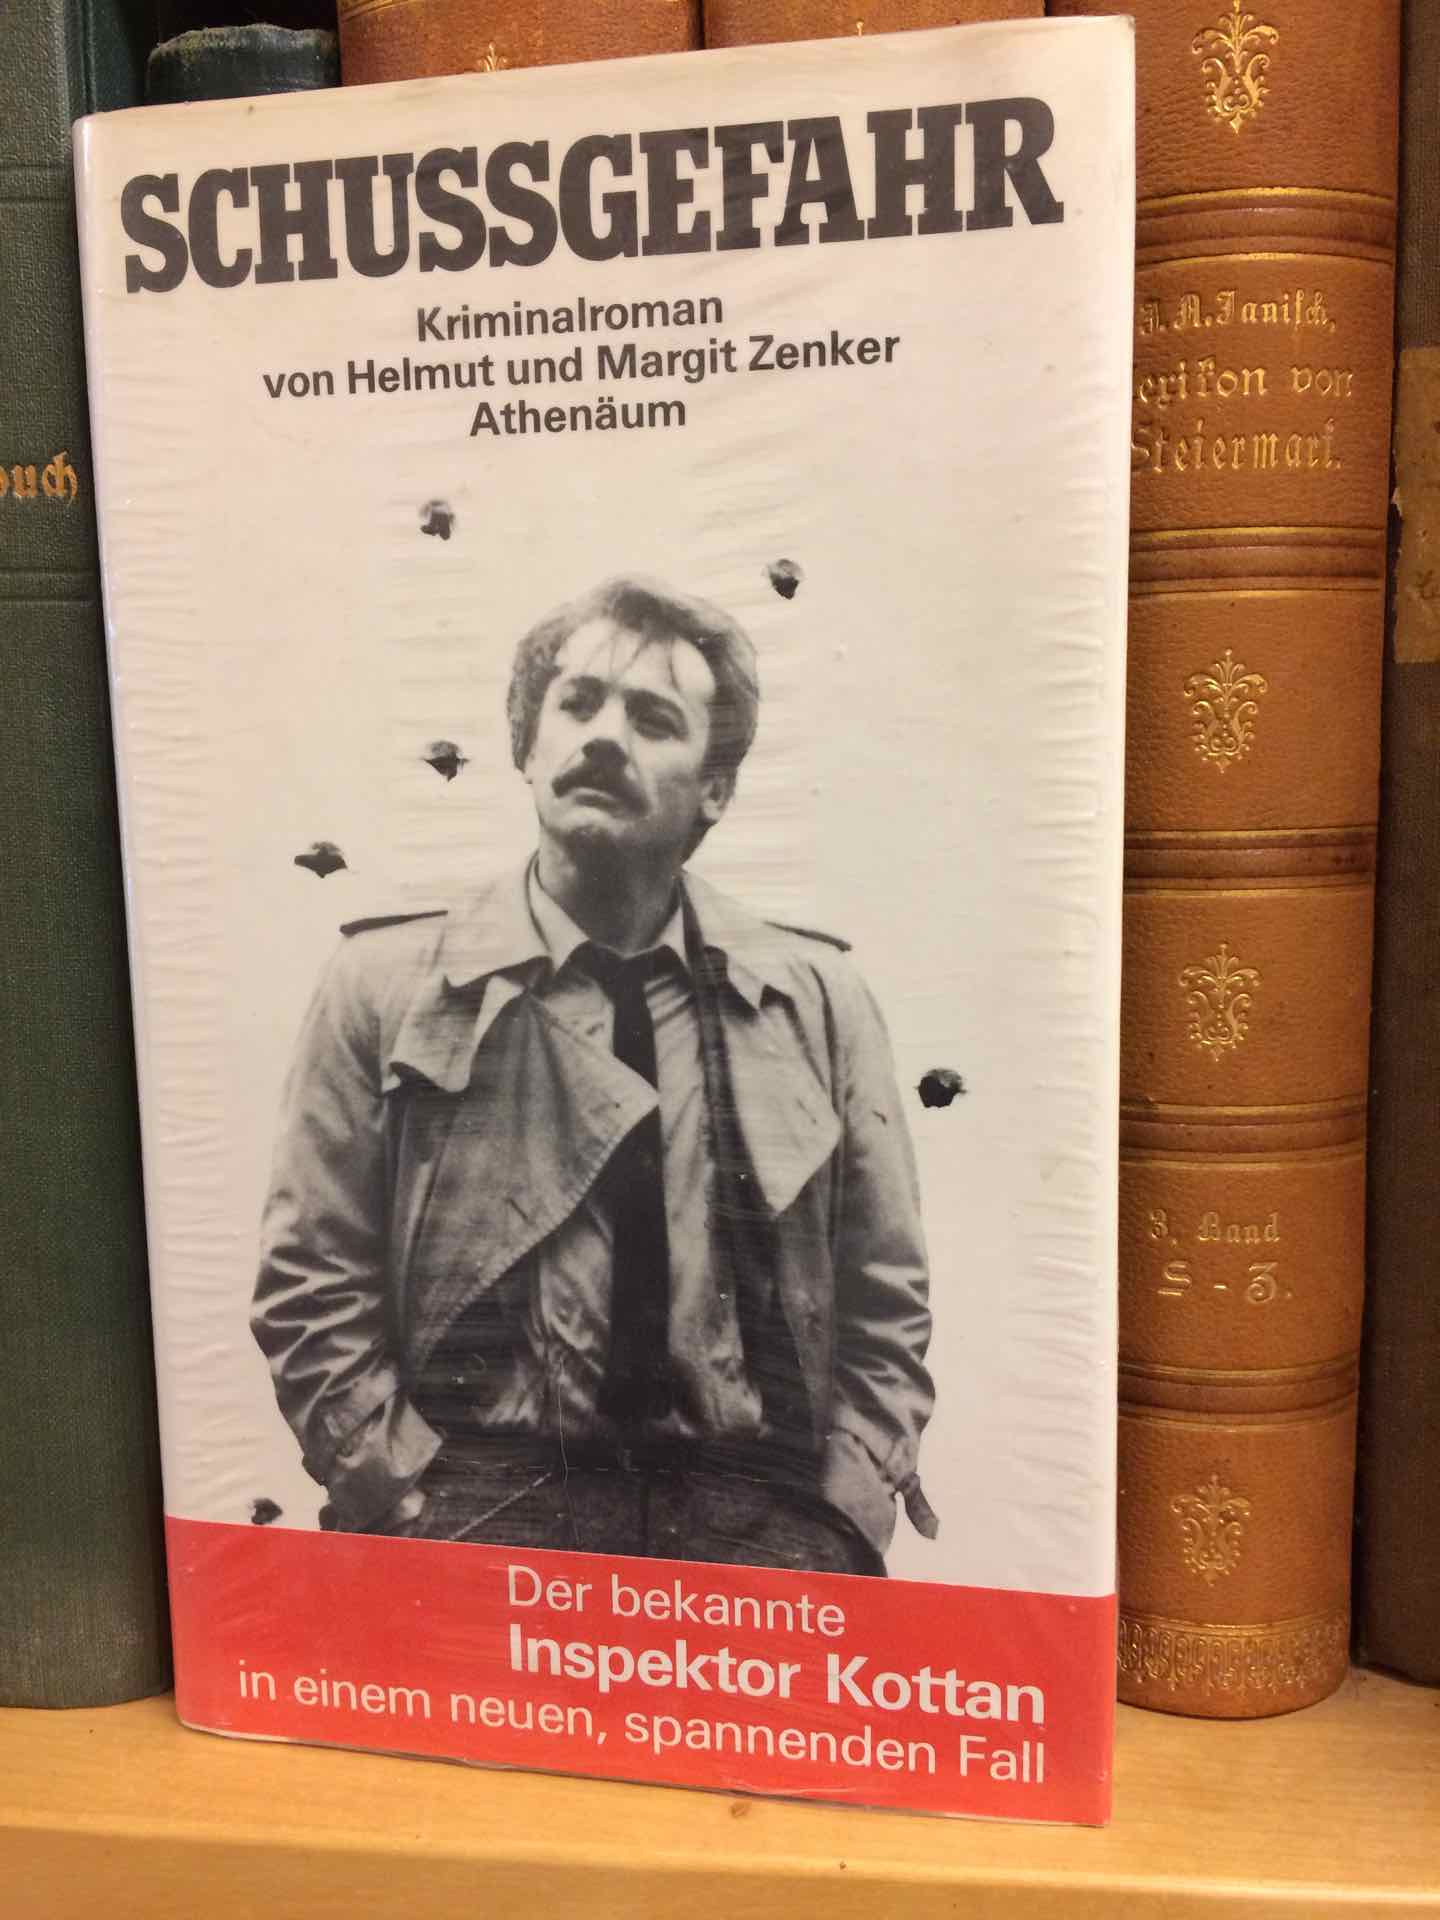 SCHUSSGEFAHR
Kriminalroman
von Helmut und Margit Zenker
Athenäum
Der bekannte
Inspektor Kottan
in einem neuen, spannenden Fall
J. A. Janisch,
Lexikon von
Steiermark.
3. Band
S - Z.